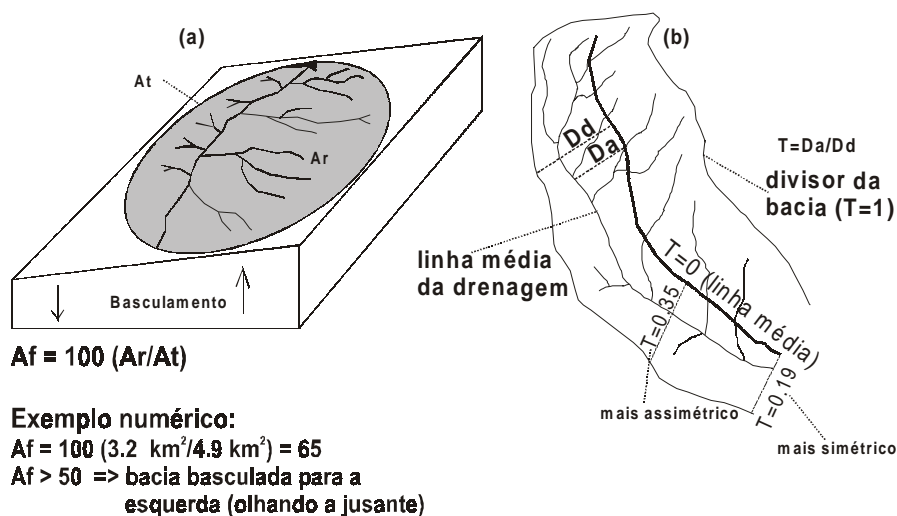 (a)
At
Ar
Basculamento
Af = 100 (Ar/At)
Exemplo numérico:
Af = 100 (3.2 km²/4.9 km²) = 65
Af > 50 => bacia basculada para a
esquerda (olhando a jusante)
(b)
Dd
Da
T=Da/Dd
divisor da
bacia (T=1)
linha média
da drenagem
T=0 (linha média)
T=0.35
T=0.19
mais assimétrico
mais simétrico